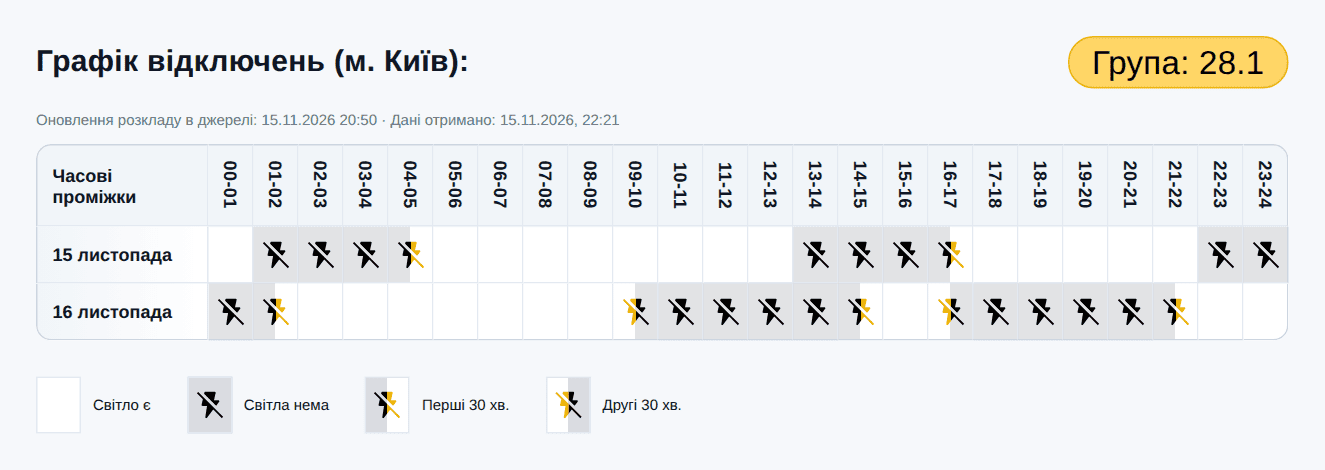 Графік відключень (м. Київ):
Група: 28.1
Оновлення розкладу в джерелі: 15.11.2026 20:50 · Дані отримано: 15.11.2026, 22:21
Часові
проміжки
00-01
01-02
02-03
03-04
04-05
05-06
06-07
07-08
08-09
09-10
10-11
11-12
12-13
13-14
14-15
15-16
16-17
17-18
18-19
19-20
20-21
21-22
22-23
23-24
15 листопада
16 листопада
Світло є
Світла нема
Перші 30 хв.
Другі 30 хв.